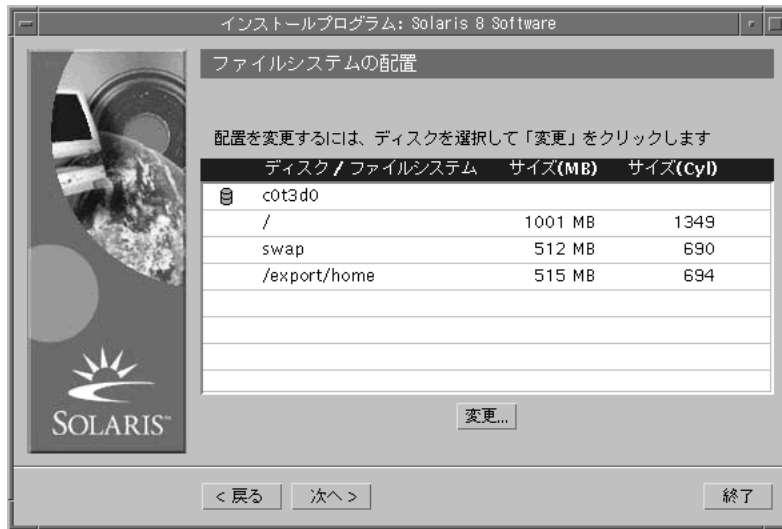 インストールプログラム: Solaris 8 Software
ファイルシステムの配置
配置を変更するには、ディスクを選択して「変更」をクリックします
ディスク / ファイルシステム サイズ(MB) サイズ(Cyl)
c0t3d0
/ 1001 MB 1349
swap 512 MB 690
/export/home 515 MB 694
変更...
SOLARIS™
< 戻る 次へ > 終了